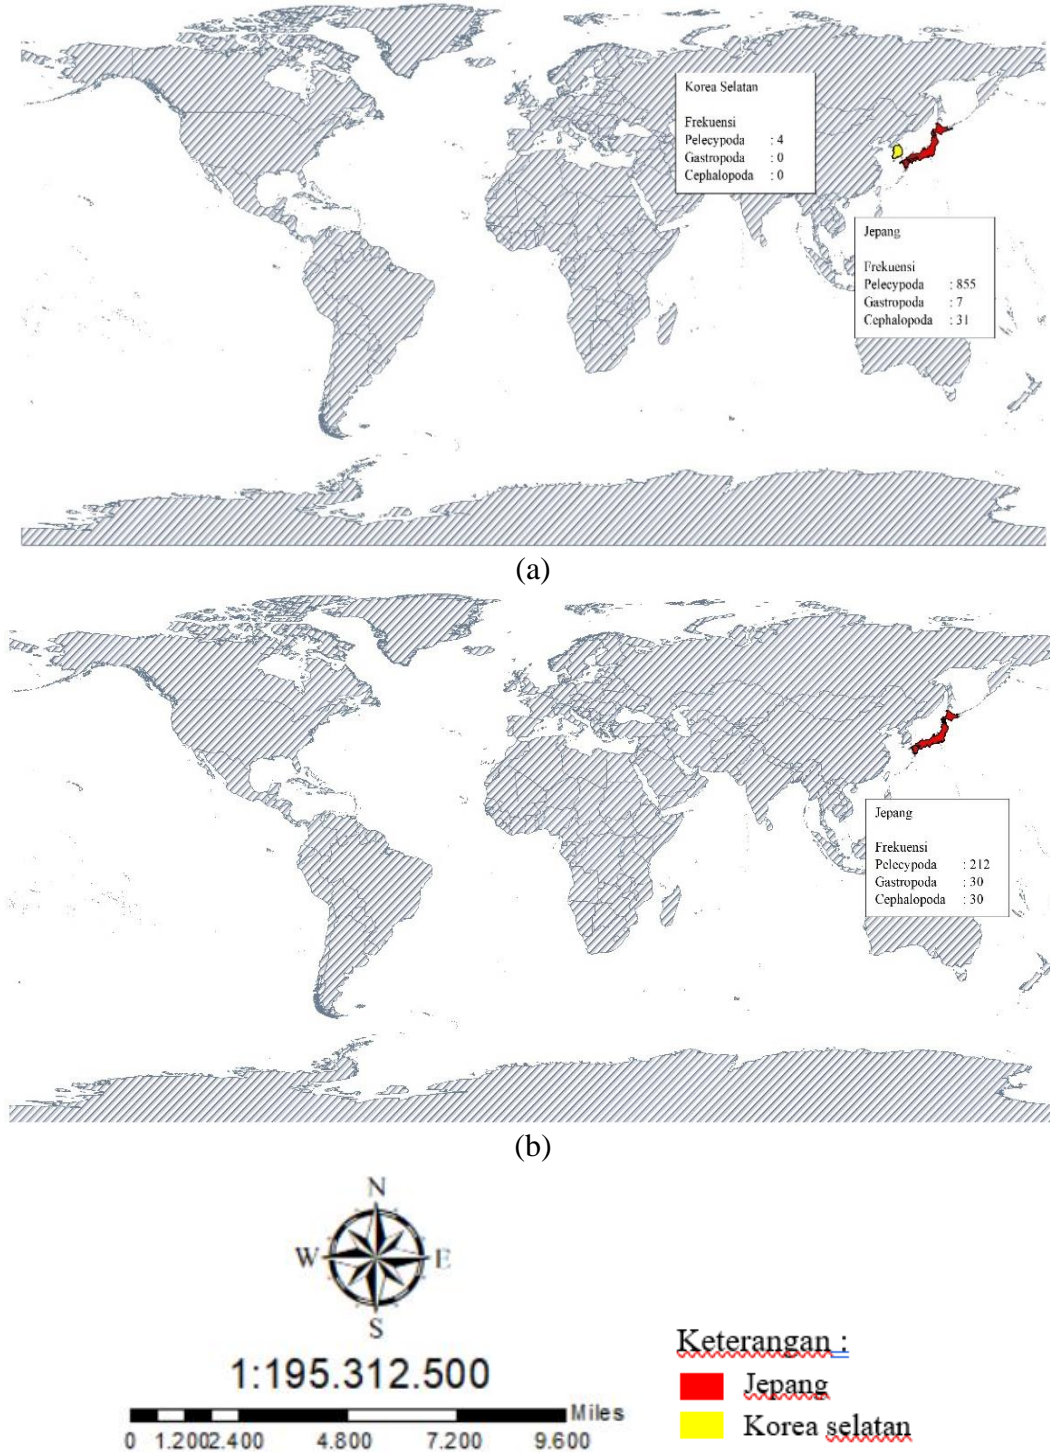 Korea Selatan
Frekuensi
Pelecypoda : 4
Gastropoda : 0
Cephalopoda : 0
Jepang
Frekuensi
Pelecypoda : 855
Gastropoda : 7
Cephalopoda : 31
(a)
Jepang
Frekuensi
Pelecypoda : 212
Gastropoda : 30
Cephalopoda : 30
(b)
N
W E
S
1:195.312.500
Miles
0 1.2002.400 4.800 7.200 9.600
Keterangan :
Jepang
Korea selatan